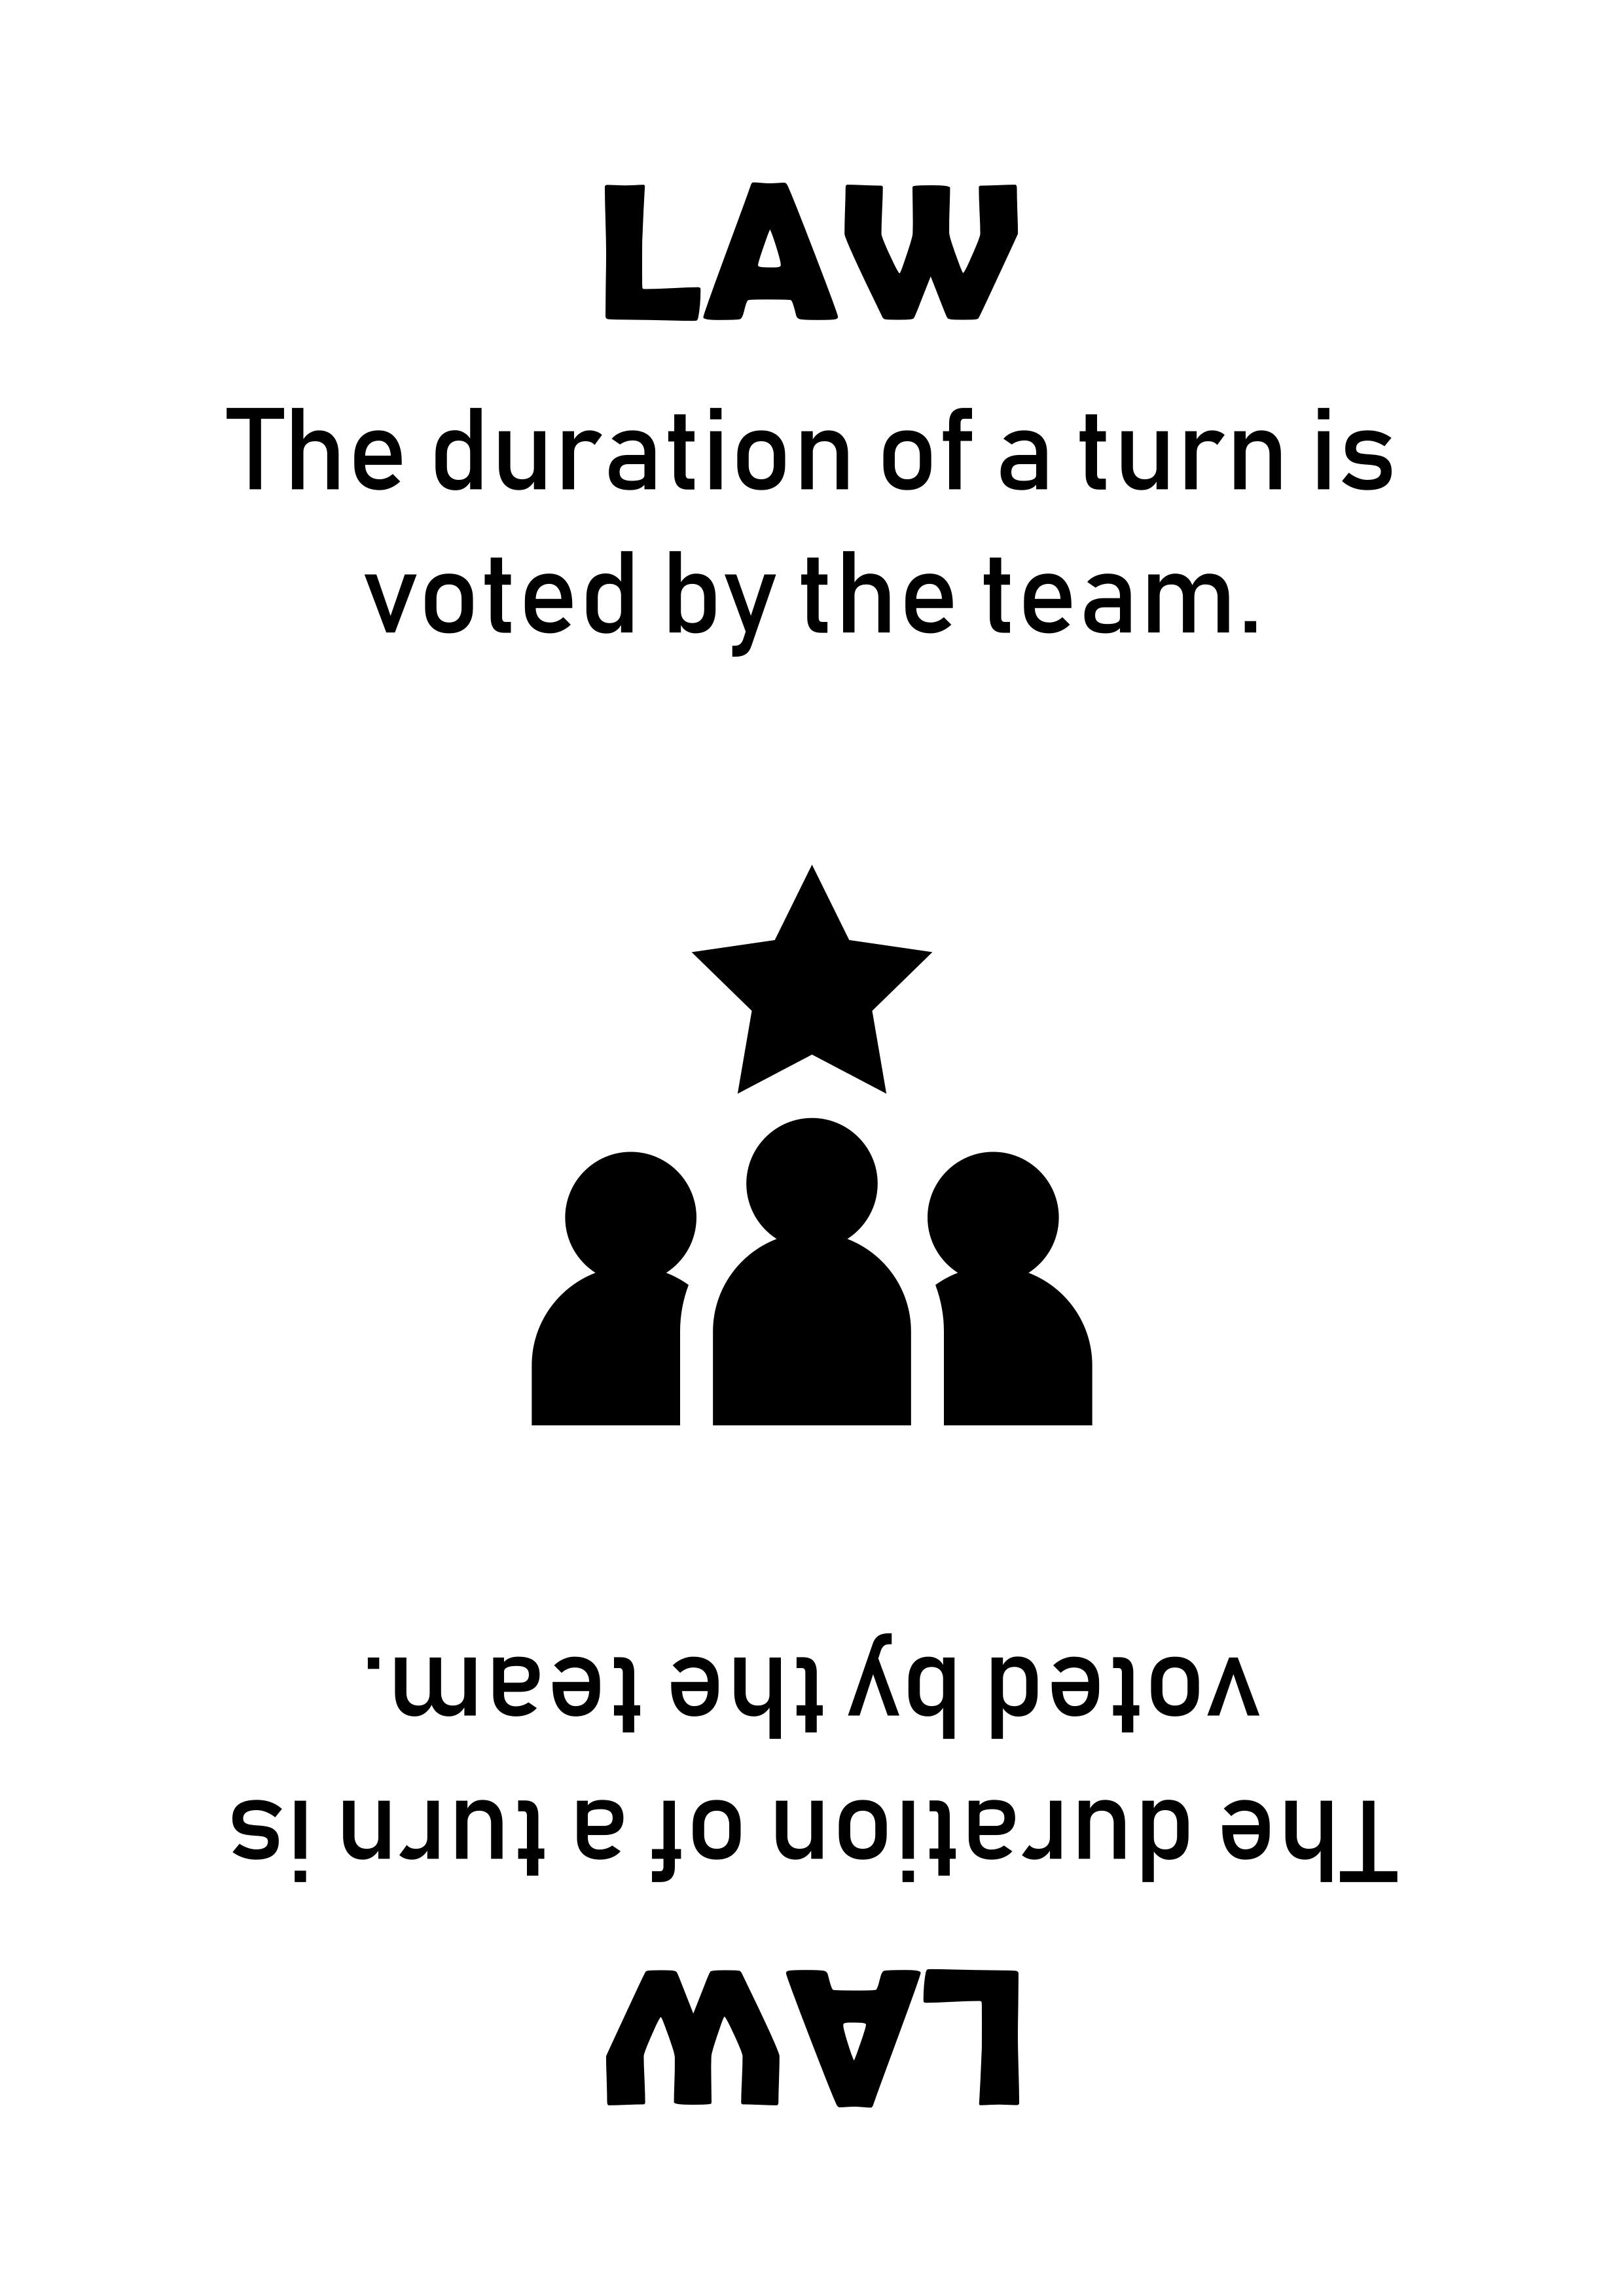 LAW
The duration of a turn is
voted by the team.
LAW
The duration of a turn is
voted by the team.